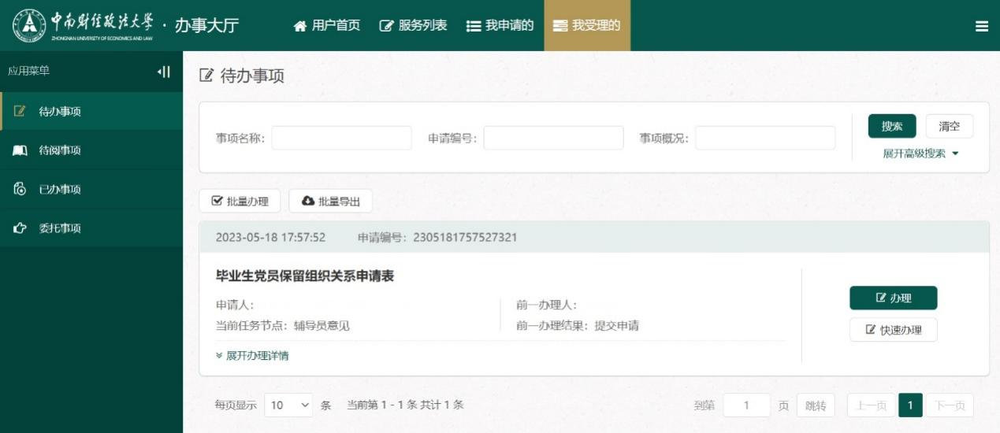 中南财经政法大学 · 办事大厅
ZHONGNAN UNIVERSITY OF ECONOMICS AND LAW
用户首页 服务列表 我申请的 我受理的
应用菜单
待办事项
待阅事项
已办事项
委托事项
待办事项
事项名称: 申请编号: 事项概况: 搜索 清空
展开高级搜索
批量办理 批量导出
2023-05-18 17:57:52 申请编号: 2305181757527321
毕业生党员保留组织关系申请表
申请人: 前一办理人:
当前任务节点: 辅导员意见 前一办理结果: 提交申请
展开办理详情
办理
快速办理
每页显示 10 条 当前第 1 - 1 条 共计 1 条 到第 1 页 跳转 上一页 1 下一页